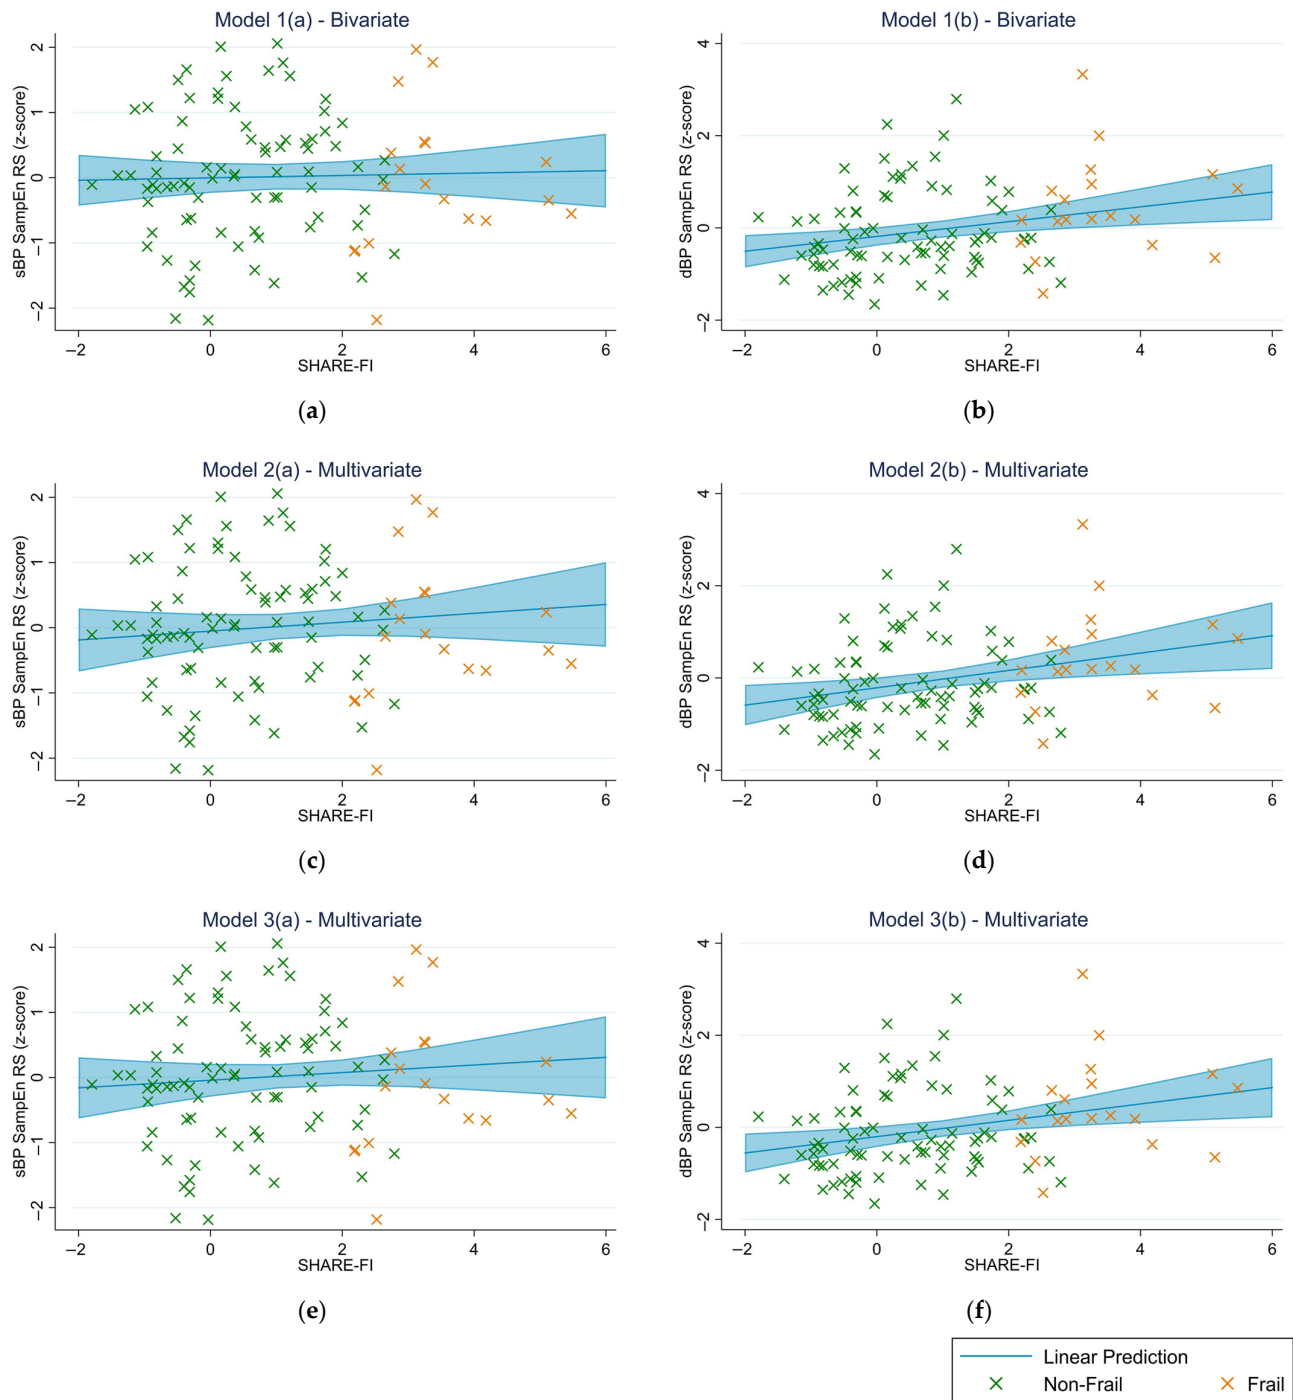 Model 1(a) - Bivariate
sBP SampEn RS (z-score)
2
1
0
−1
−2
−2 0 2 4 6
SHARE-FI
(a)
Model 1(b) - Bivariate
dBP SampEn RS (z-score)
4
2
0
−2
−2 0 2 4 6
SHARE-FI
(b)
Model 2(a) - Multivariate
sBP SampEn RS (z-score)
2
1
0
−1
−2
−2 0 2 4 6
SHARE-FI
(c)
Model 2(b) - Multivariate
dBP SampEn RS (z-score)
4
2
0
−2
−2 0 2 4 6
SHARE-FI
(d)
Model 3(a) - Multivariate
sBP SampEn RS (z-score)
2
1
0
−1
−2
−2 0 2 4 6
SHARE-FI
(e)
Model 3(b) - Multivariate
dBP SampEn RS (z-score)
4
2
0
−2
−2 0 2 4 6
SHARE-FI
(f)
Linear Prediction
Non-Frail Frail